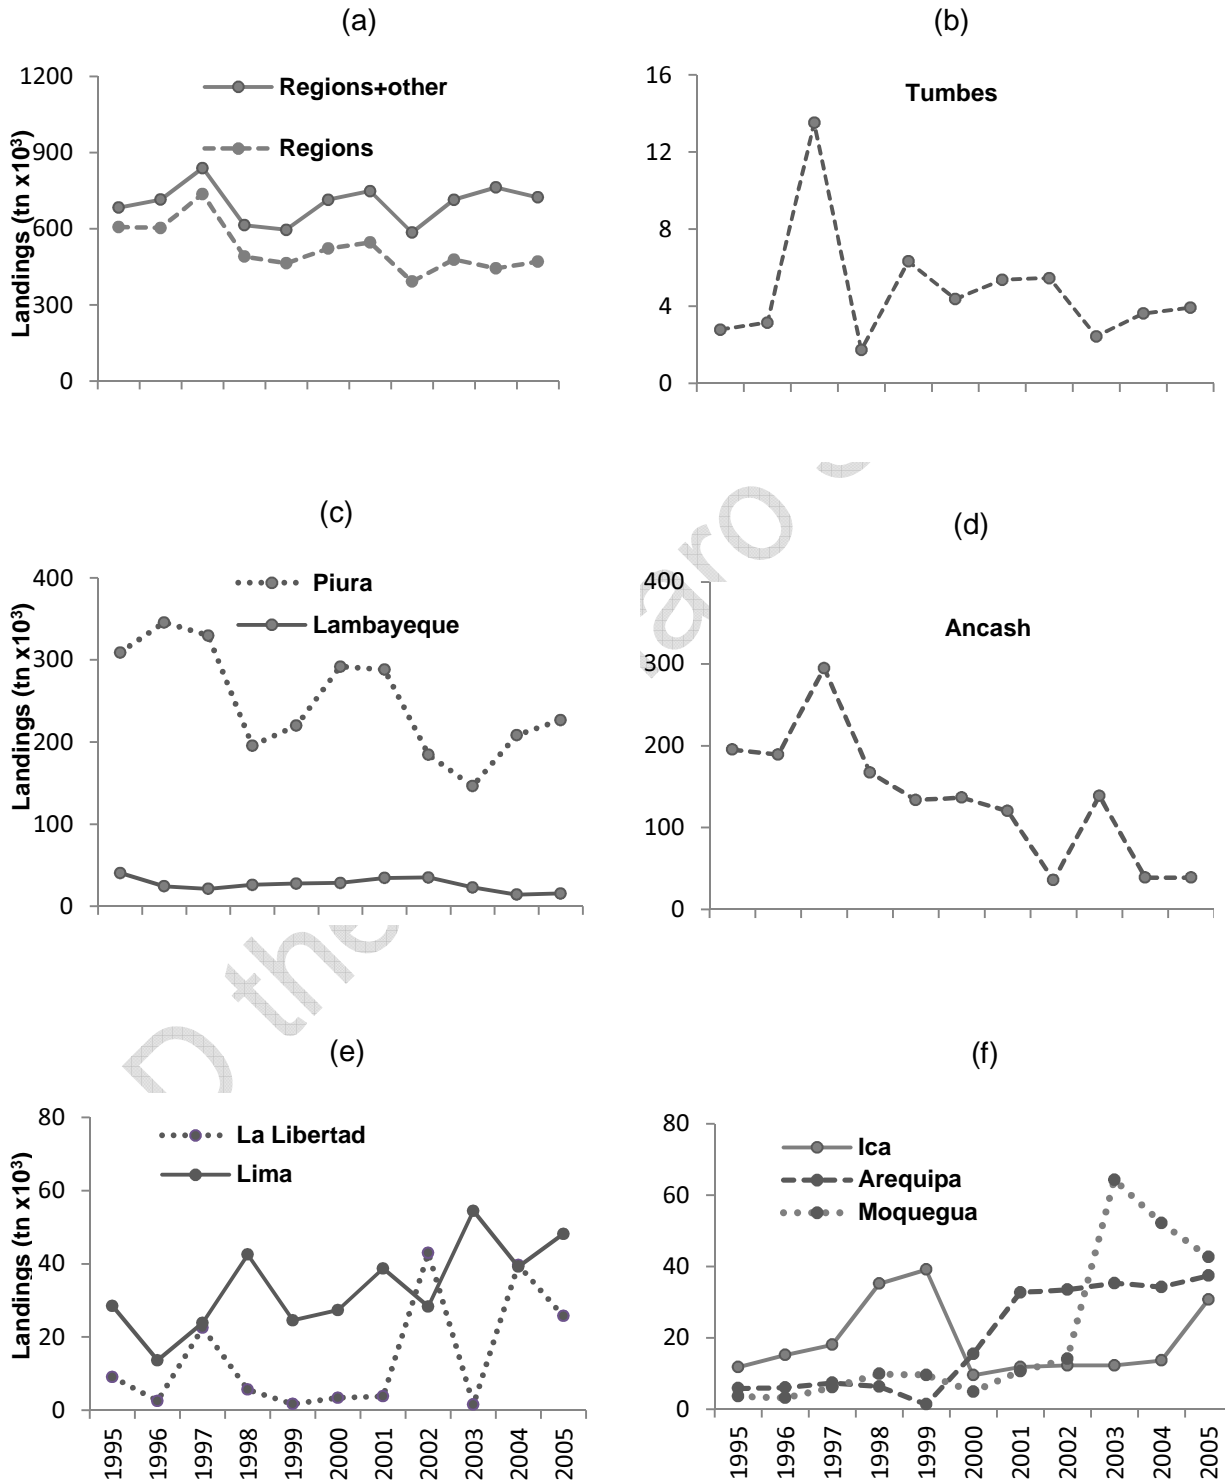 (a)
(b)
Landings (tn x10³)
1200
900
600
300
0
Regions+other
Regions
16
12
8
4
0
Tumbes
(c)
(d)
Landings (tn x10³)
400
300
200
100
0
Piura
Lambayeque
400
300
200
100
0
Ancash
aro
D the
(e)
(f)
Landings (tn x10³)
80
60
40
20
0
La Libertad
Lima
1995 1996 1997 1998 1999 2000 2001 2002 2003 2004 2005
80
60
40
20
0
Ica
Arequipa
Moquegua
1995 1996 1997 1998 1999 2000 2001 2002 2003 2004 2005